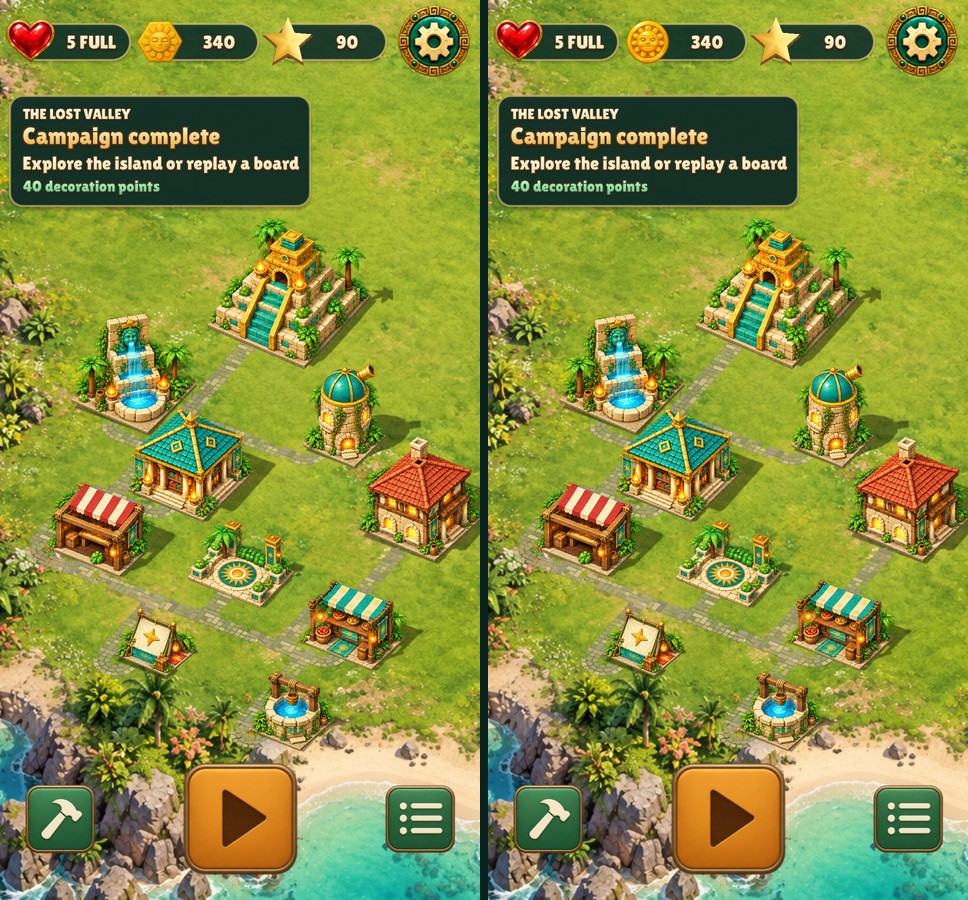 5 FULL 340 90
THE LOST VALLEY
Campaign complete
Explore the island or replay a board
40 decoration points
5 FULL 340 90
THE LOST VALLEY
Campaign complete
Explore the island or replay a board
40 decoration points